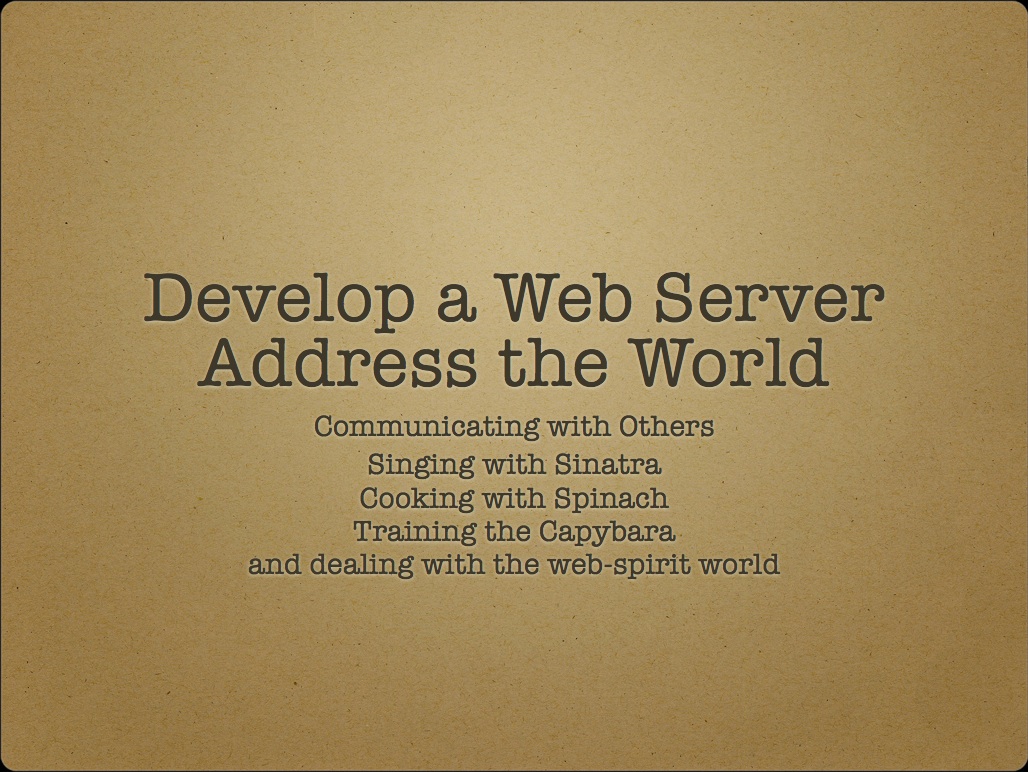 Develop a Web Server
Address the World
Communicating with Others
Singing with Sinatra
Cooking with Spinach
Training the Capybara
and dealing with the web-spirit world